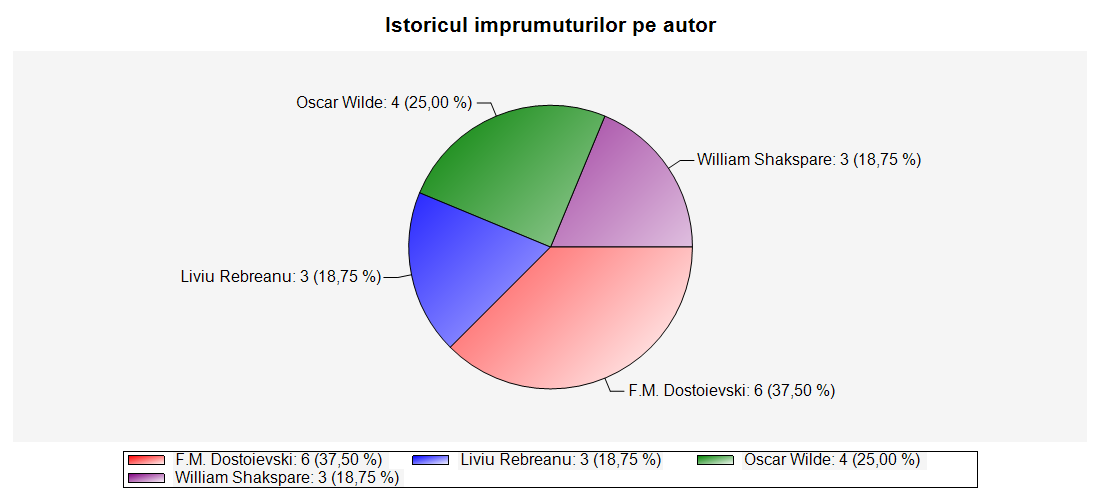 Istoricul imprumuturilor pe autor
Oscar Wilde: 4 (25,00 %)
William Shakspare: 3 (18,75 %)
Liviu Rebreanu: 3 (18,75 %)
F.M. Dostoievski: 6 (37,50 %)
F.M. Dostoievski: 6 (37,50 %) Liviu Rebreanu: 3 (18,75 %) Oscar Wilde: 4 (25,00 %)
William Shakspare: 3 (18,75 %)